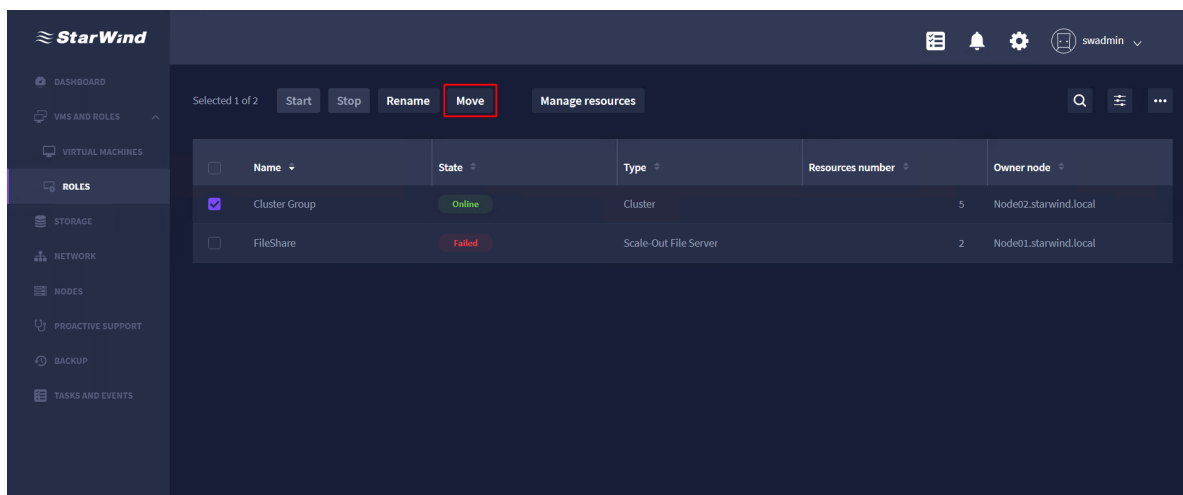 StarWind
swadmin
DASHBOARD
VMS AND ROLES
VIRTUAL MACHINES
ROLES
STORAGE
NETWORK
NODES
PROACTIVE SUPPORT
BACKUP
TASKS AND EVENTS
Selected 1 of 2 Start Stop Rename Move Manage resources
Name State Type Resources number Owner node
Cluster Group Online Cluster 5 Node02.starwind.local
FileShare Failed Scale-Out File Server 2 Node01.starwind.local